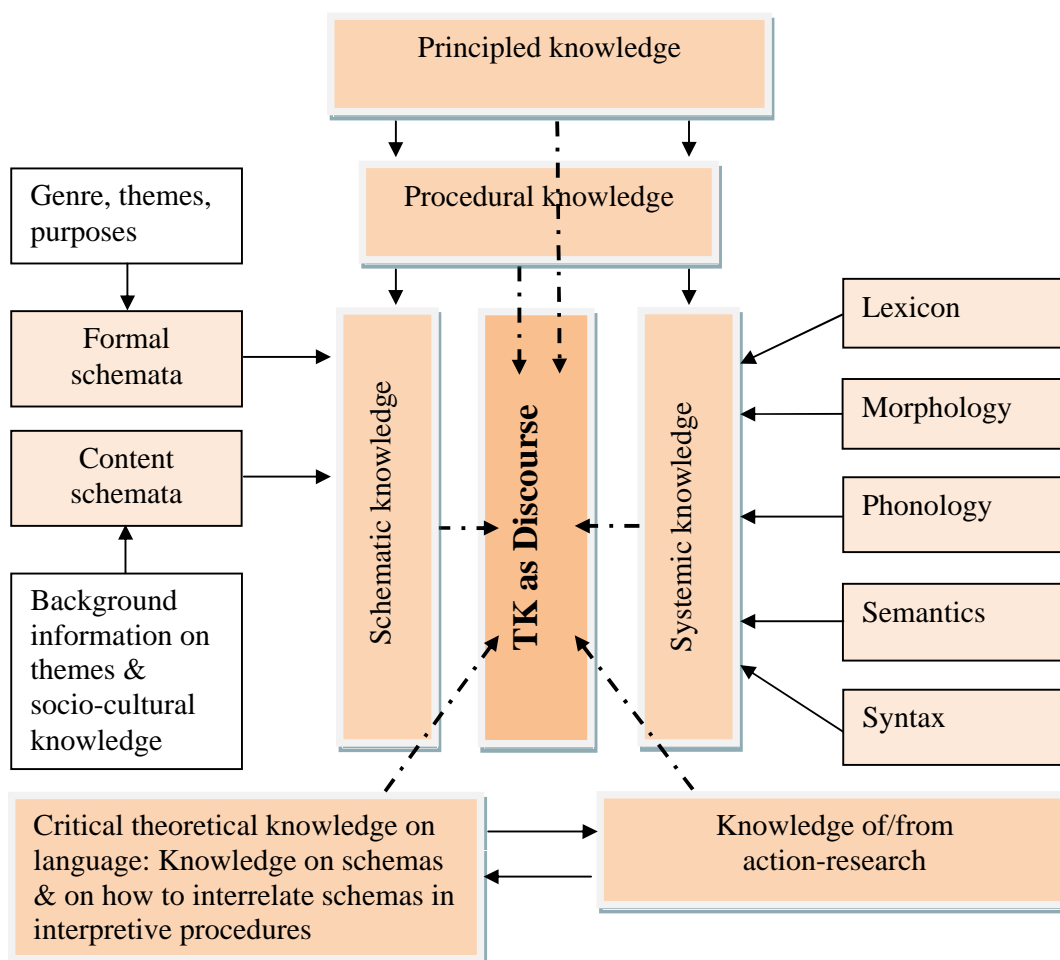 Principled knowledge
Procedural knowledge
Genre, themes,
purposes
Formal
schemata
Content
schemata
Background
information on
themes &
socio-cultural
knowledge
Schematic knowledge
TK as Discourse
Systemic knowledge
Lexicon
Morphology
Phonology
Semantics
Syntax
Critical theoretical knowledge on
language: Knowledge on schemas
& on how to interrelate schemas in
interpretive procedures
Knowledge of/from
action-research